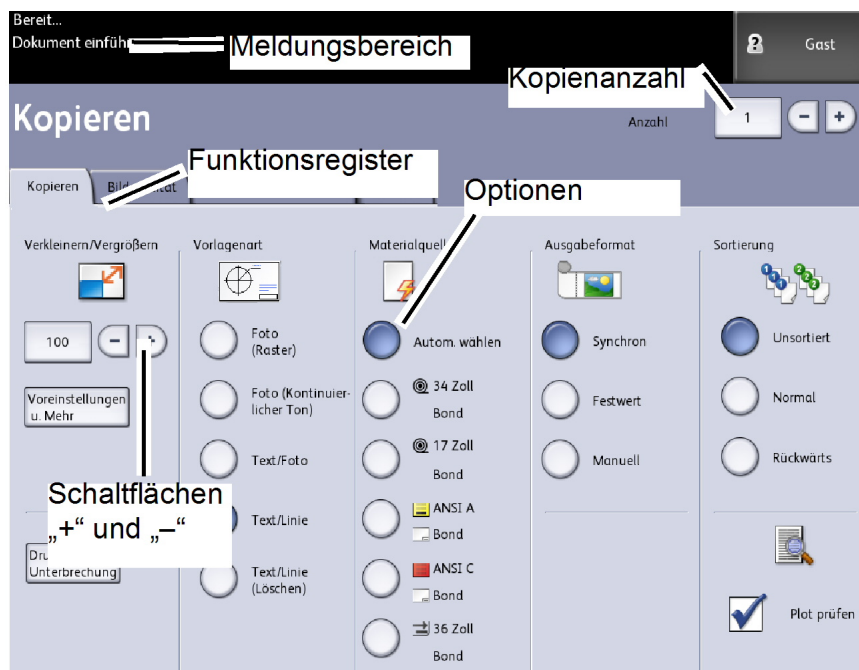 Bereit...
Dokument einfüh
Meldungsbereich
Gast
Kopienanzahl
Kopieren
Anzahl
1
- +
Funktionsregister
Kopieren
Optionen
Verkleinern/Vergrößern
Vorlagenart
Ausgabeformat
Sortierung
100
-
Foto
(Raster)
Autom. wählen
Synchron
Unsortiert
Voreinstellungen
u. Mehr
Foto (Kontinuier-
licher Ton)
34 Zoll
Bond
Festwert
Normal
Text/Foto
17 Zoll
Bond
Manuell
Rückwärts
Schaltflächen
„+“ und „–“
Text/Linie
ANSI A
Bond
Unterbrechung
Text/Linie
(Löschen)
ANSI C
Bond
36 Zoll
Bond
Plot prüfen